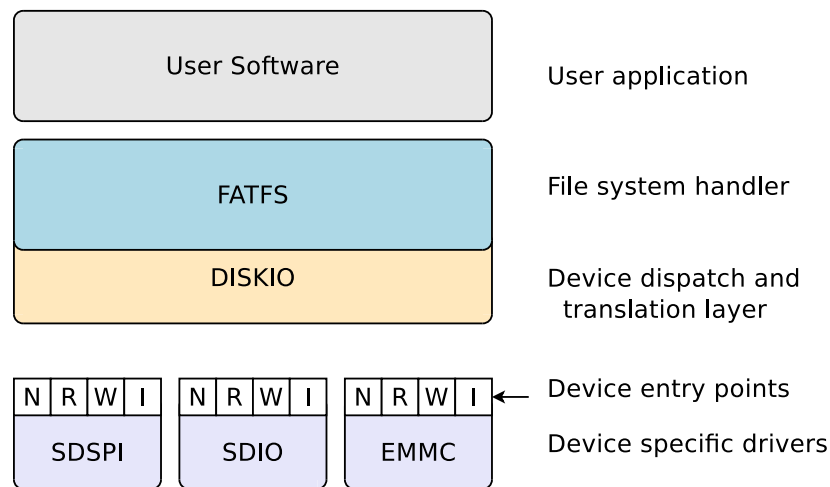 User Software
User application
FATFS
File system handler
DISKIO
Device dispatch and
translation layer
N R W I N R W I N R W I
Device entry points
SDSPI SDIO EMMC
Device specific drivers